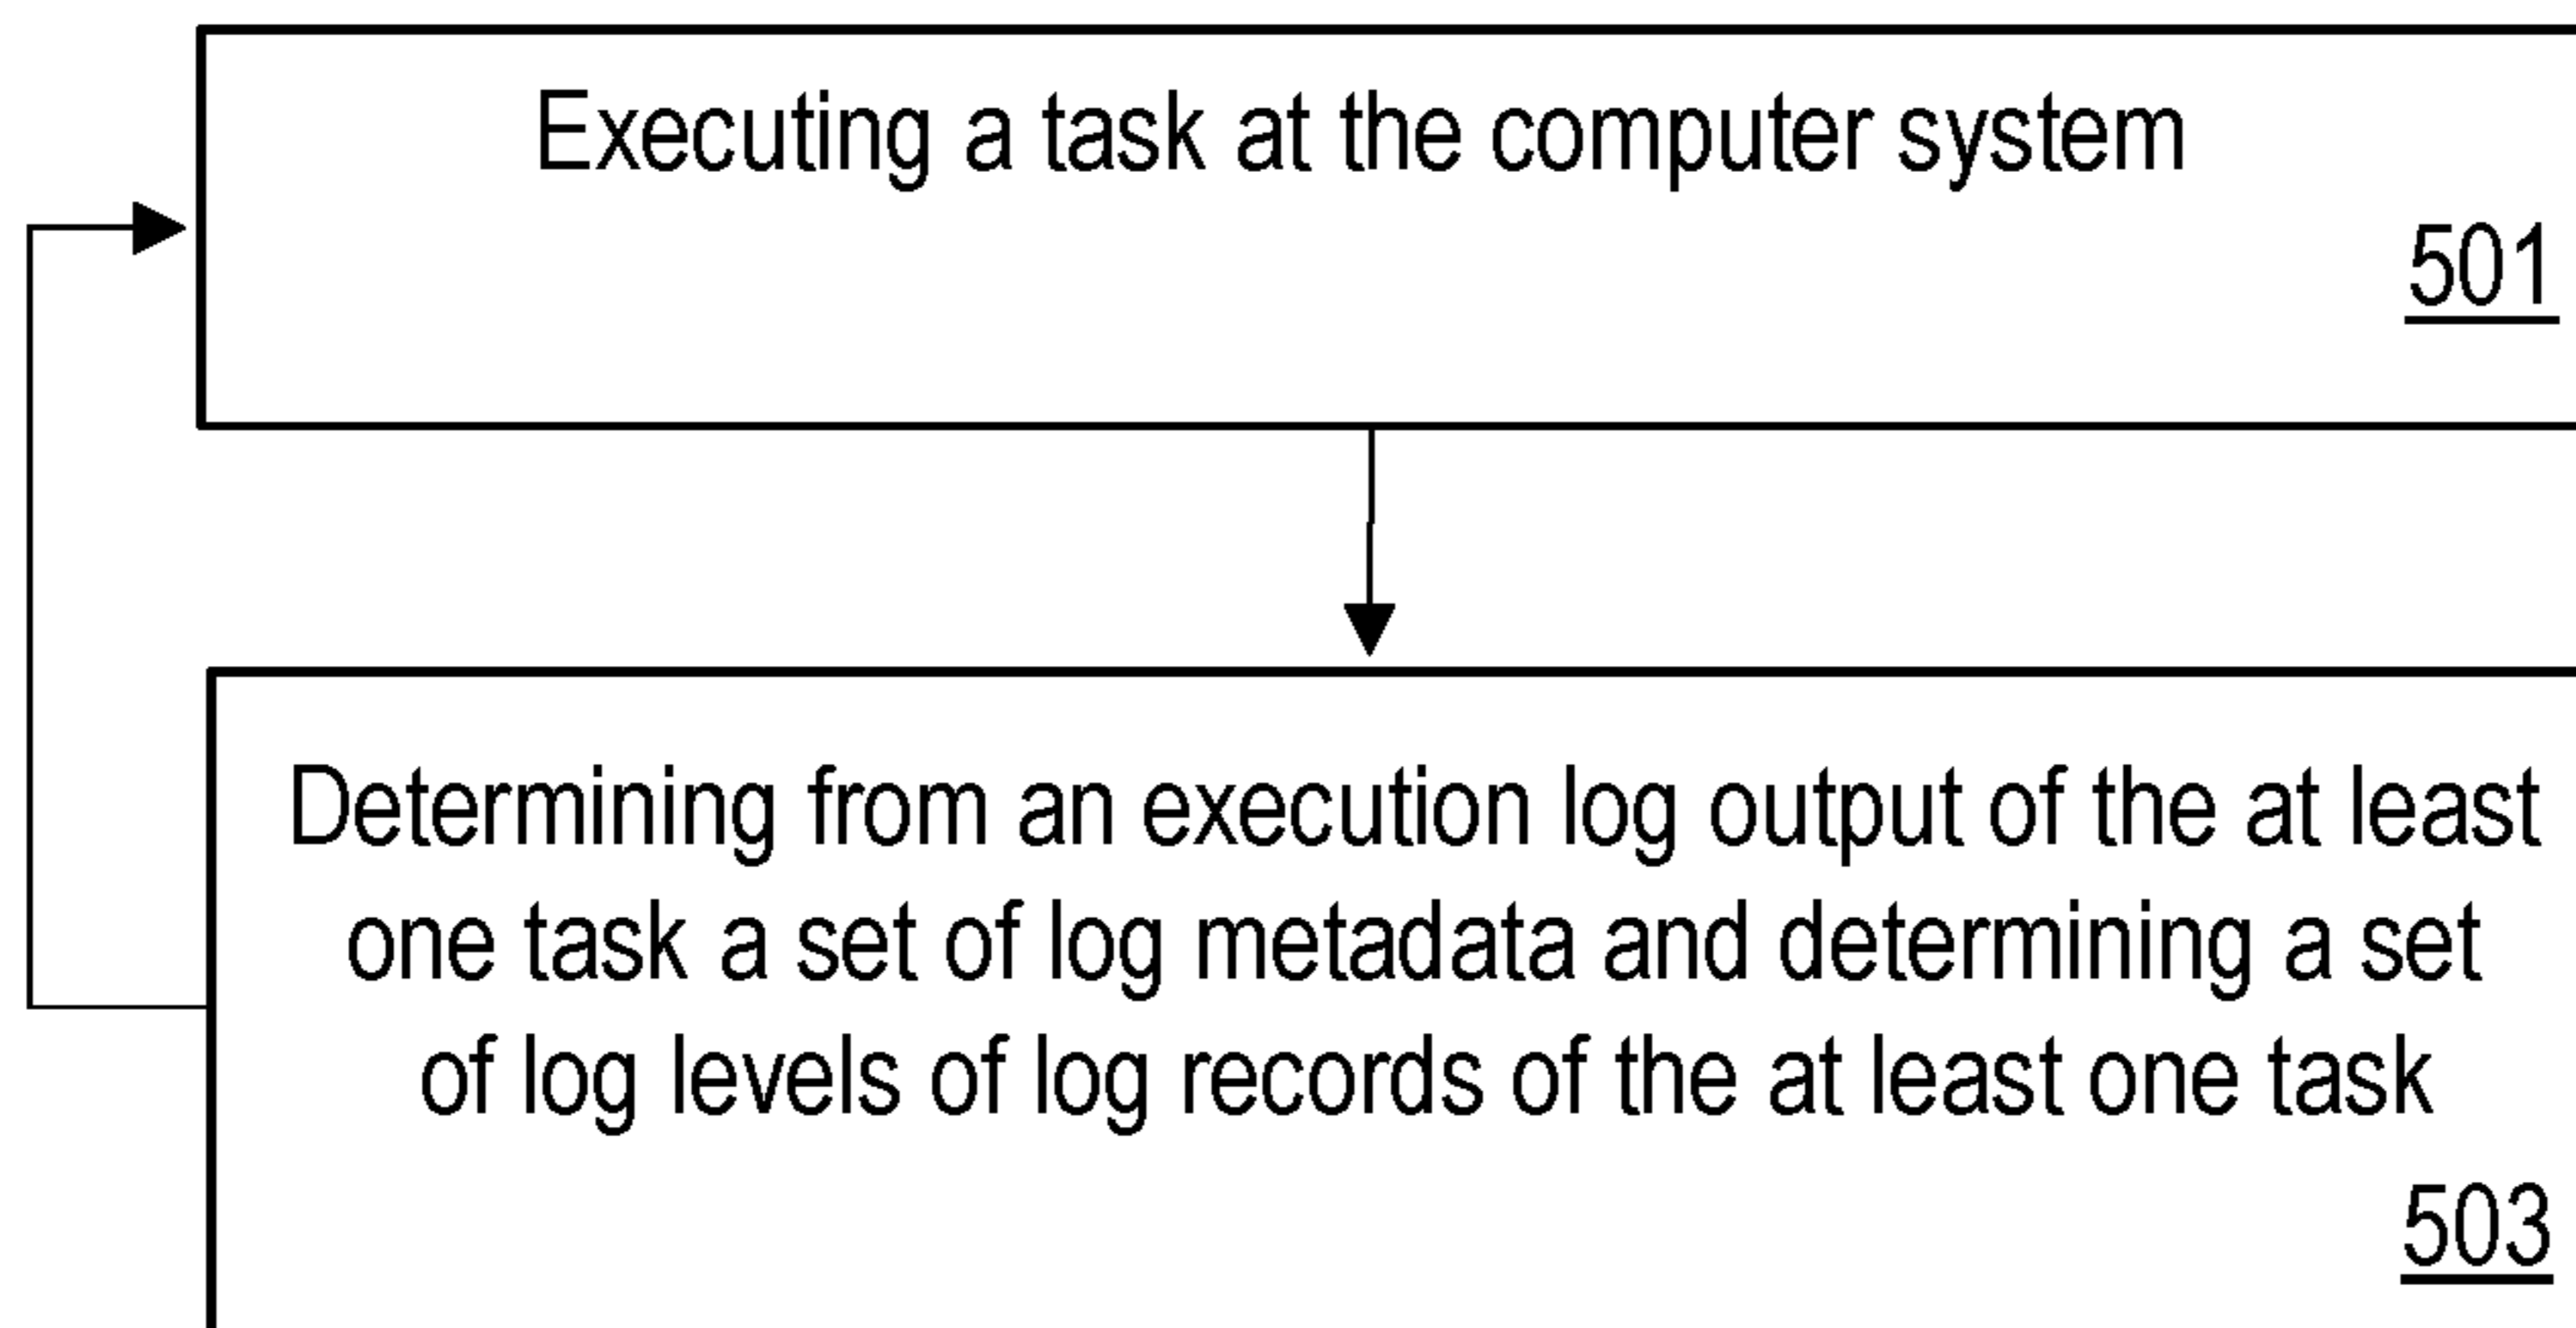 Executing a task at the computer system
501
Determining from an execution log output of the at least
one task a set of log metadata and determining a set
of log levels of log records of the at least one task
503